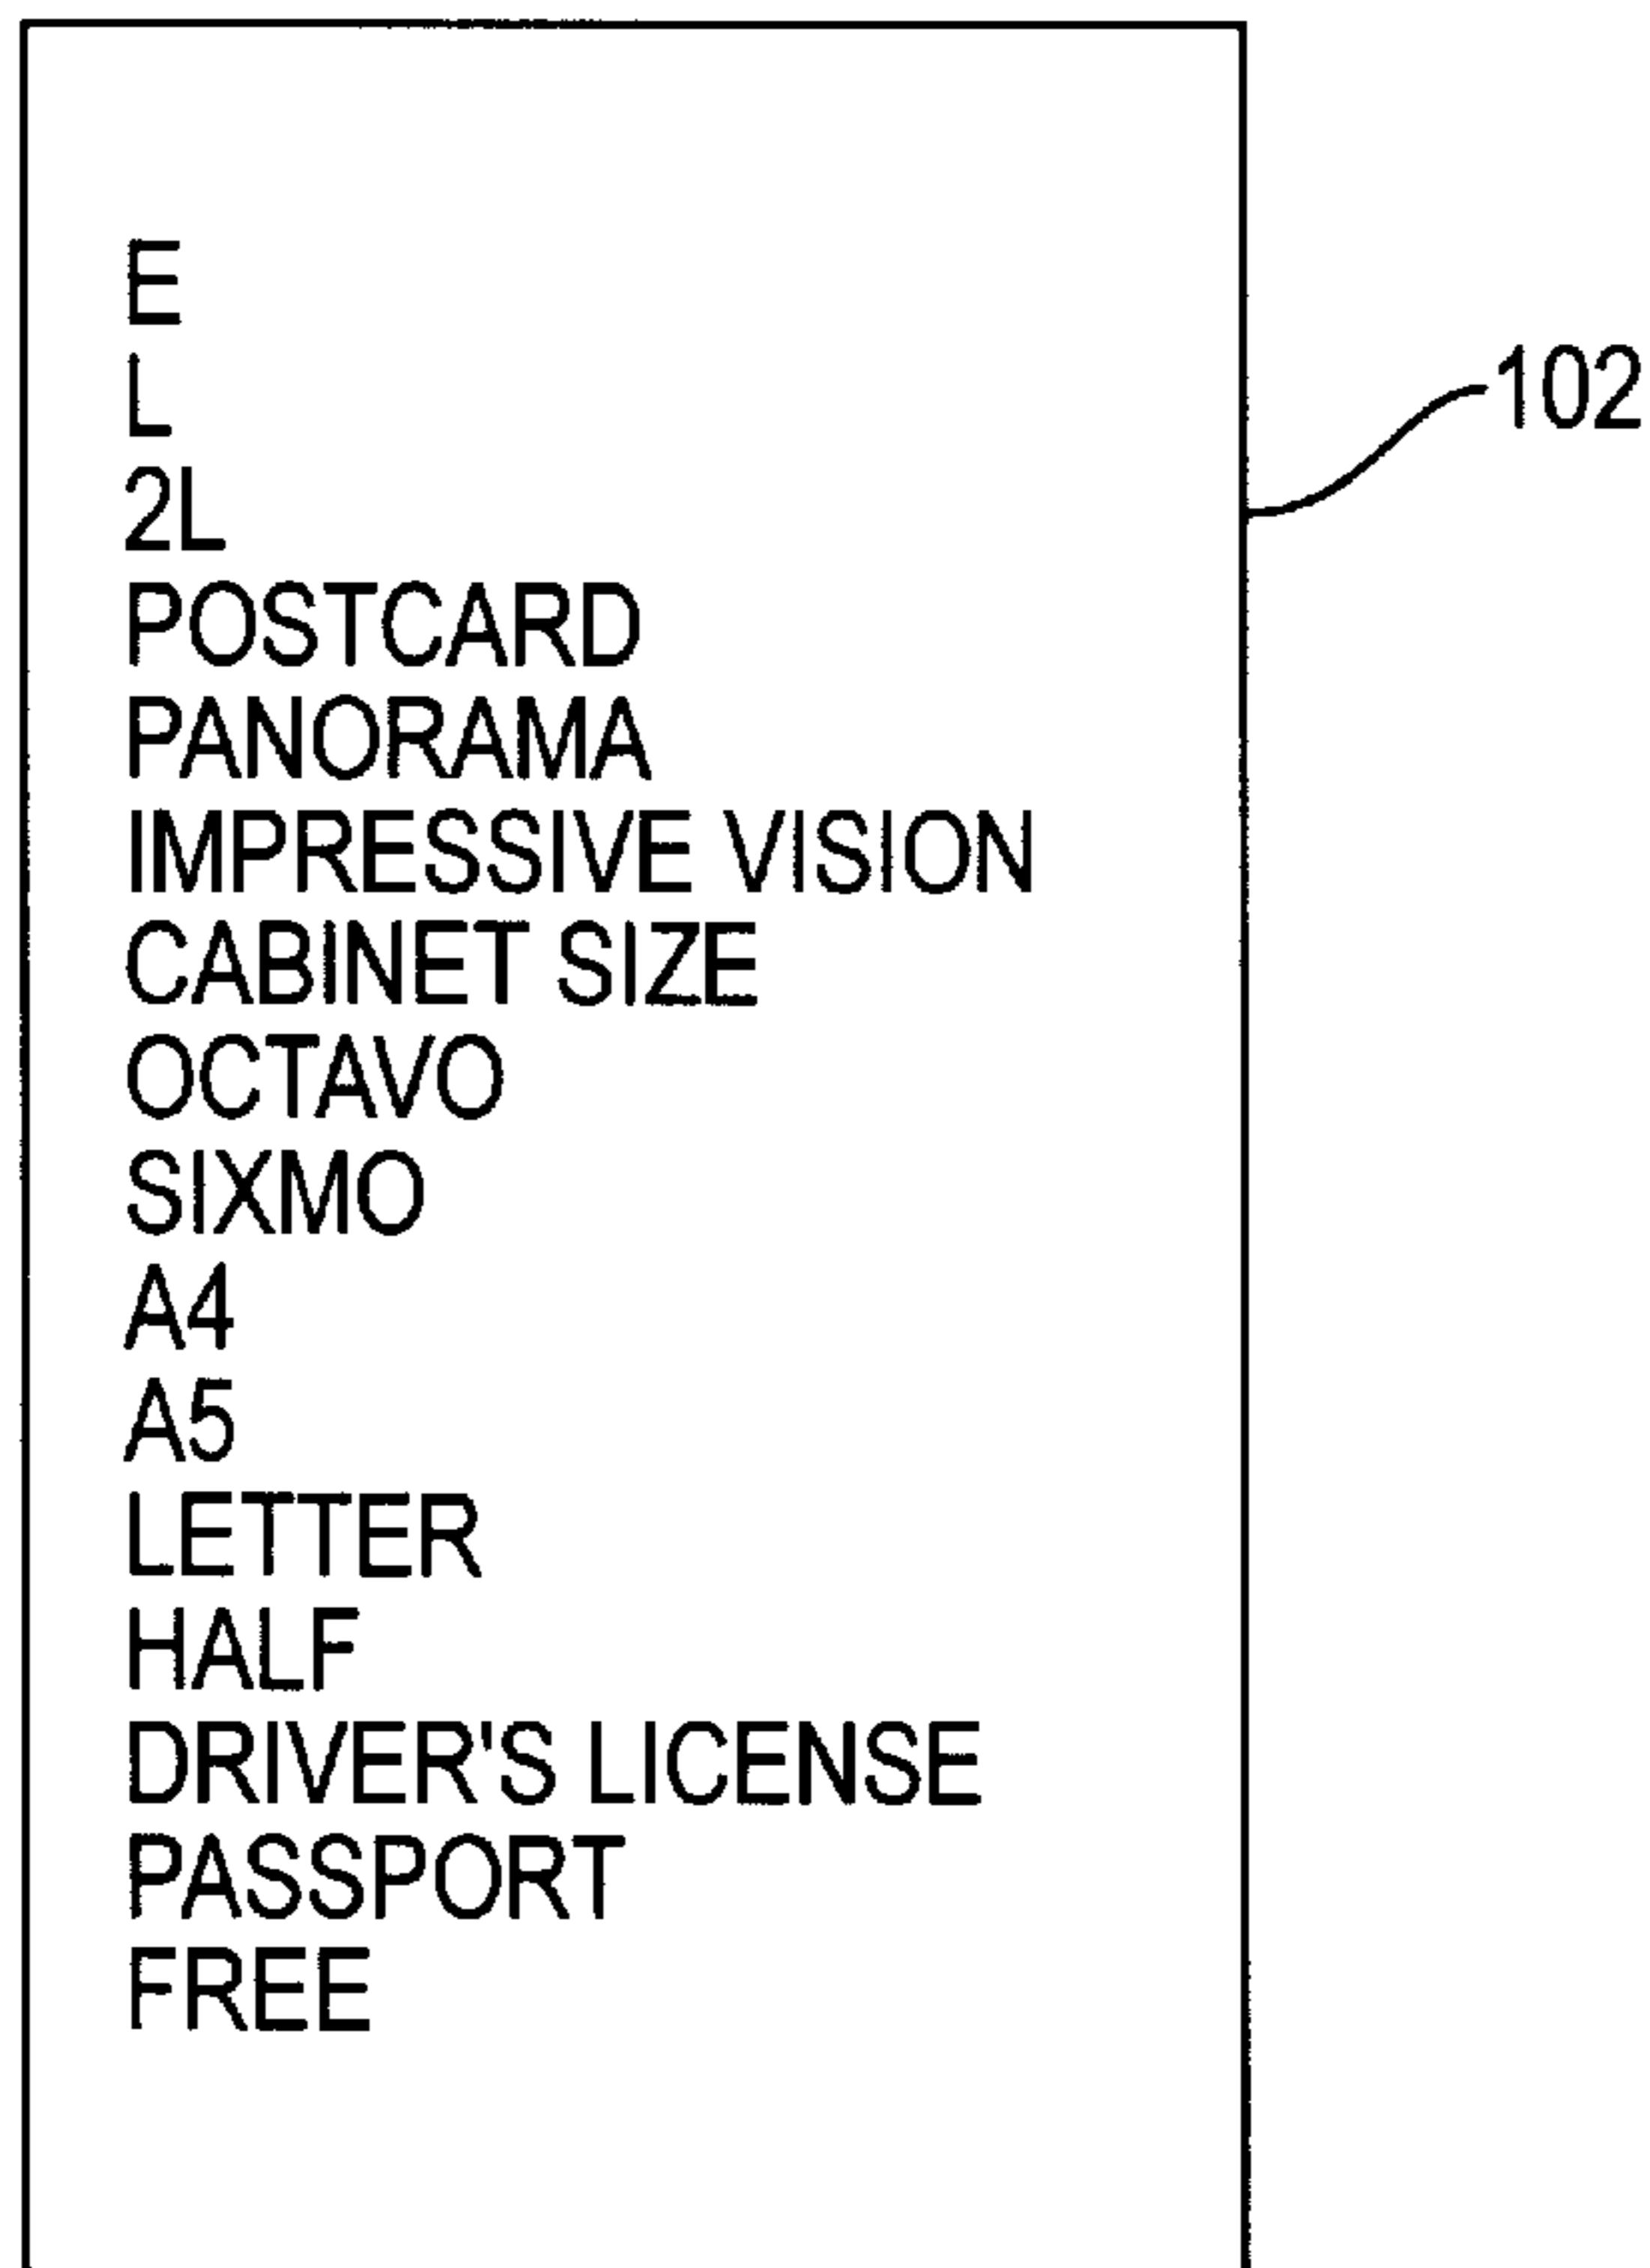 E
L
102
2L
POSTCARD
PANORAMA
IMPRESSIVE VISION
CABINET SIZE
OCTAVO
SIXMO
A4
A5
LETTER
HALF
DRIVER'S LICENSE
PASSPORT
FREE